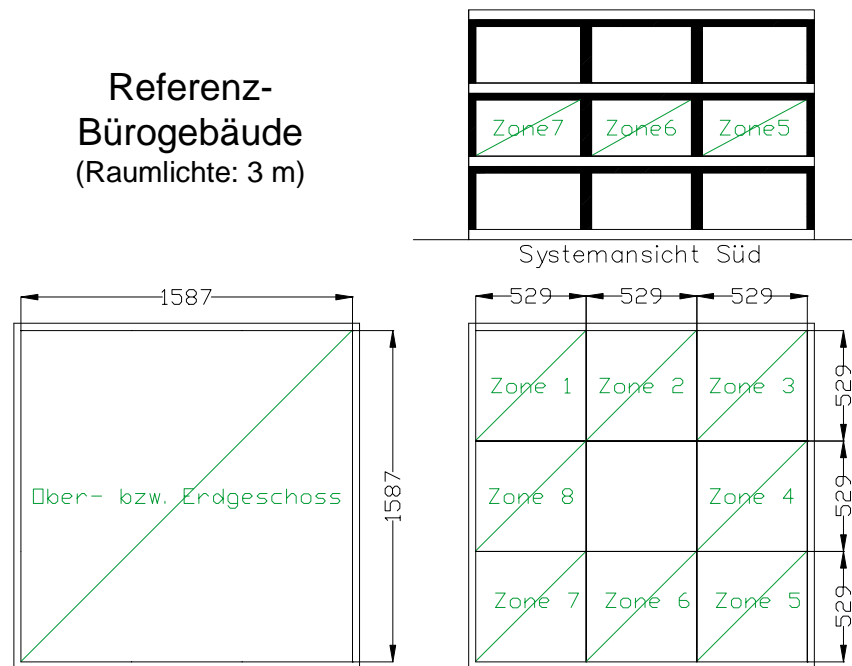 Referenz-
Bürogebäude
(Raumlichte: 3 m)
Zone7 Zone6 Zone5
Systemansicht Süd
1587
529 529 529
Zone 1 Zone 2 Zone 3
529
□ber- bzw. Erdgeschoss
1587
Zone 8 Zone 4
529
Zone 7 Zone 6 Zone 5
529